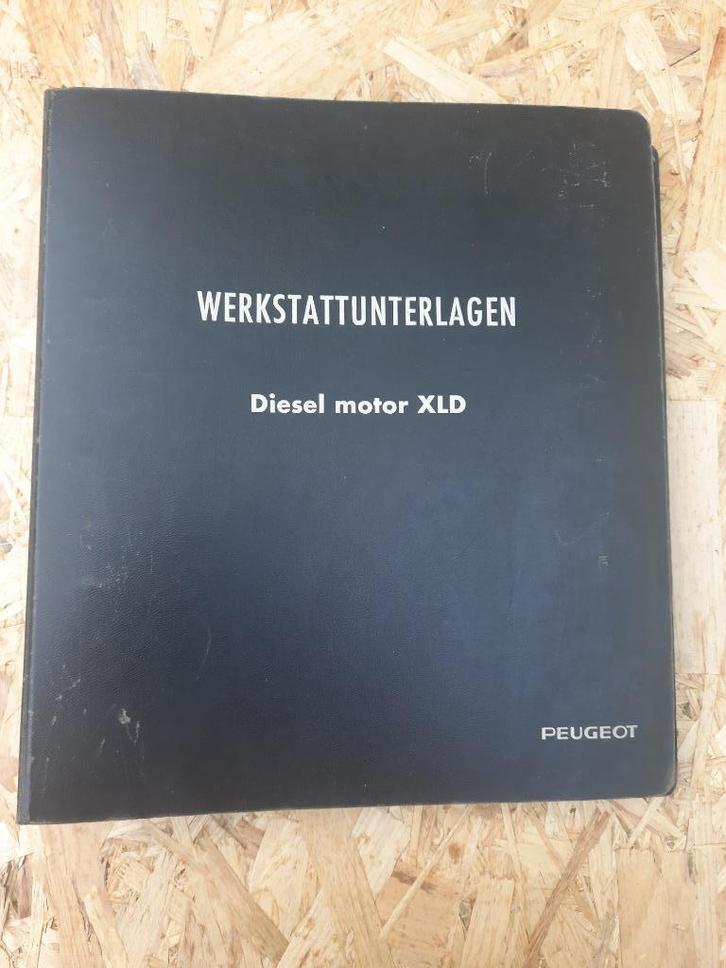 WERKSTATTUNTERLAGEN
Diesel motor XLD
PEUGEOT